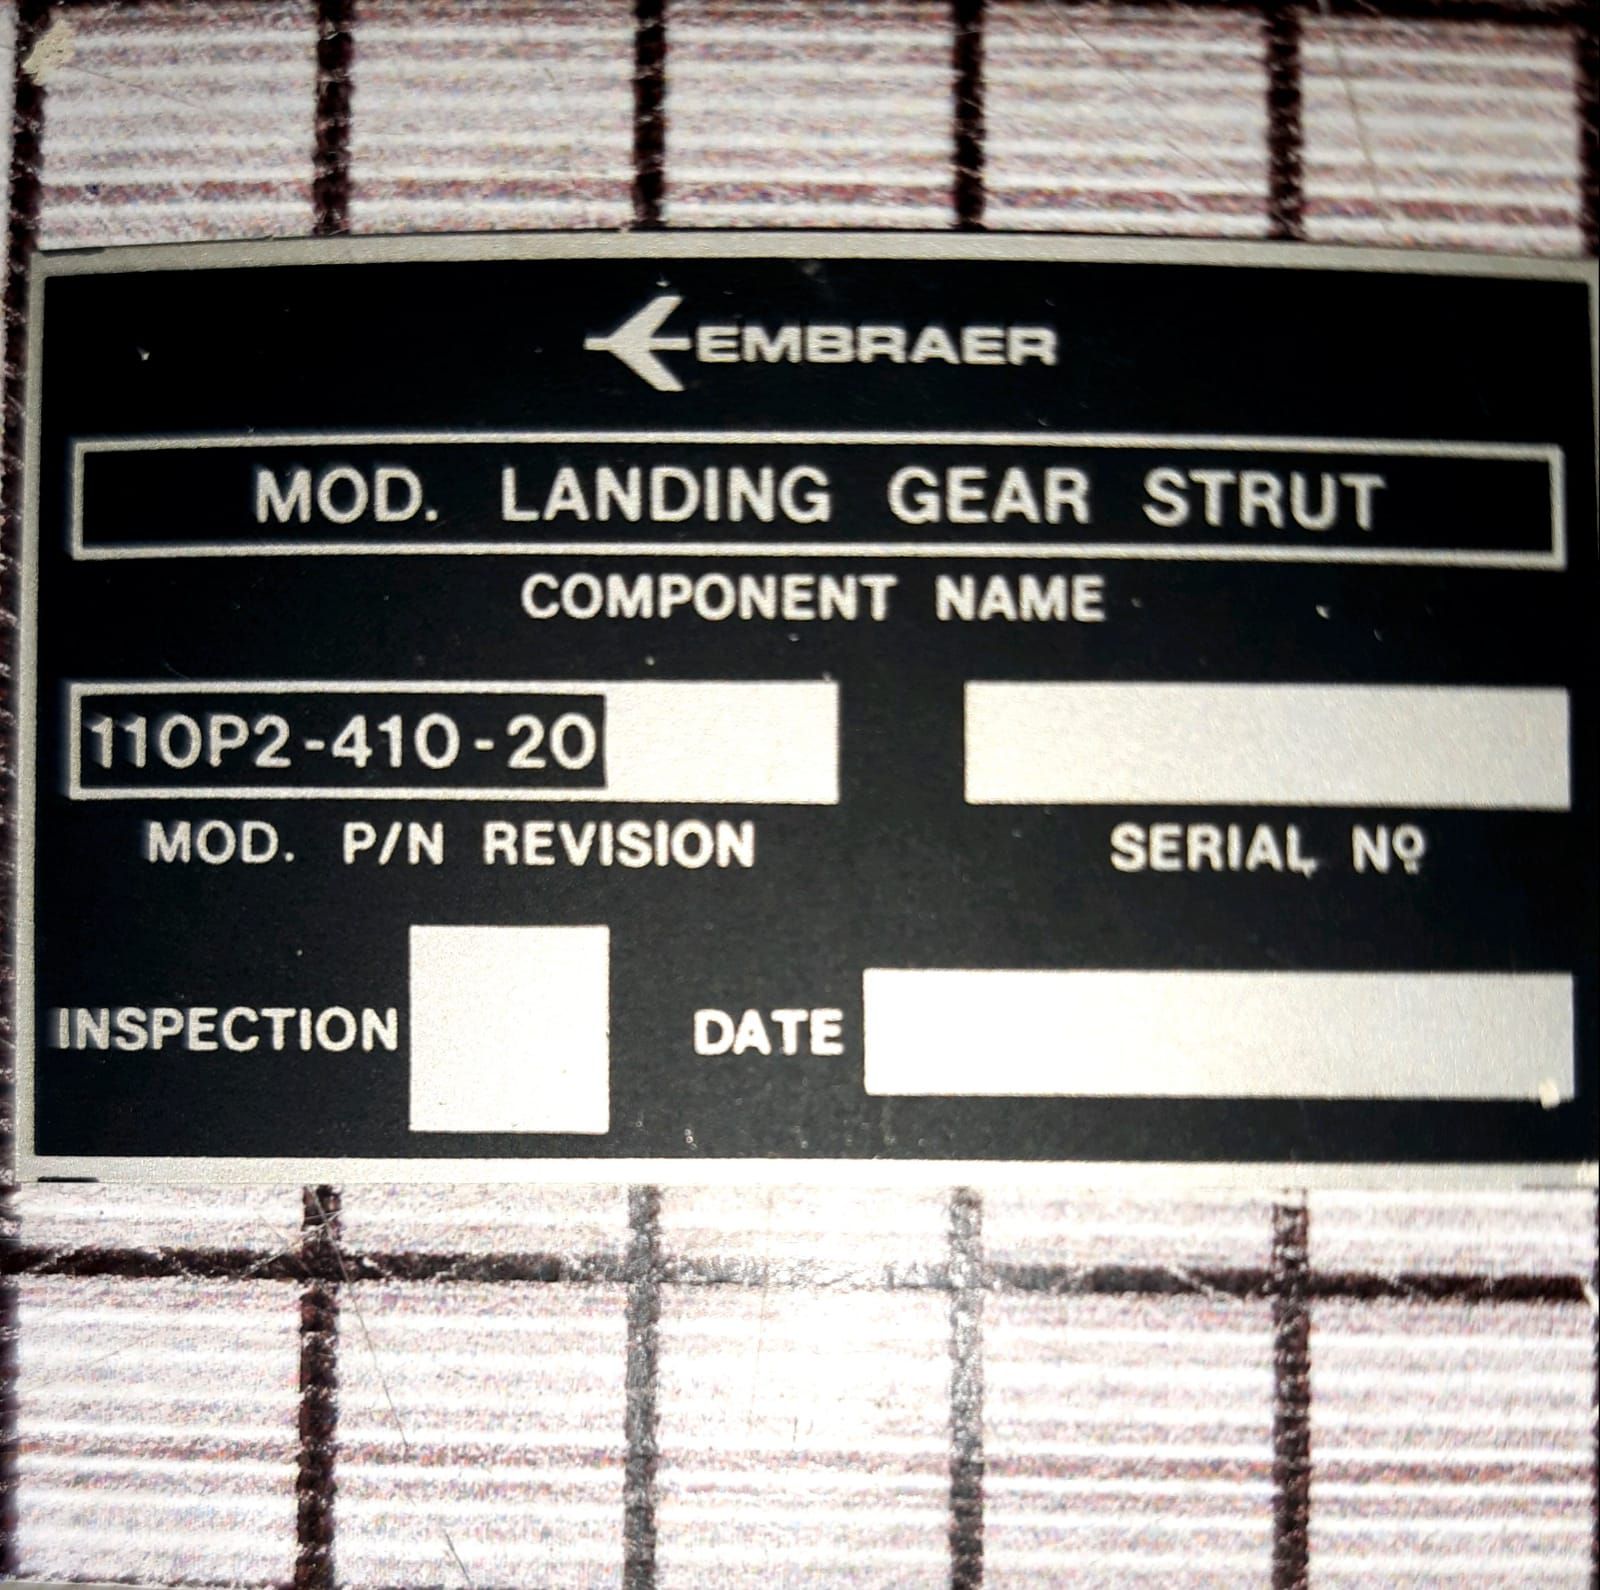 EMBRAER
MOD. LANDING GEAR STRUT
COMPONENT NAME
110P2-410-20
MOD. P/N REVISION
SERIAL Nº
INSPECTION
DATE